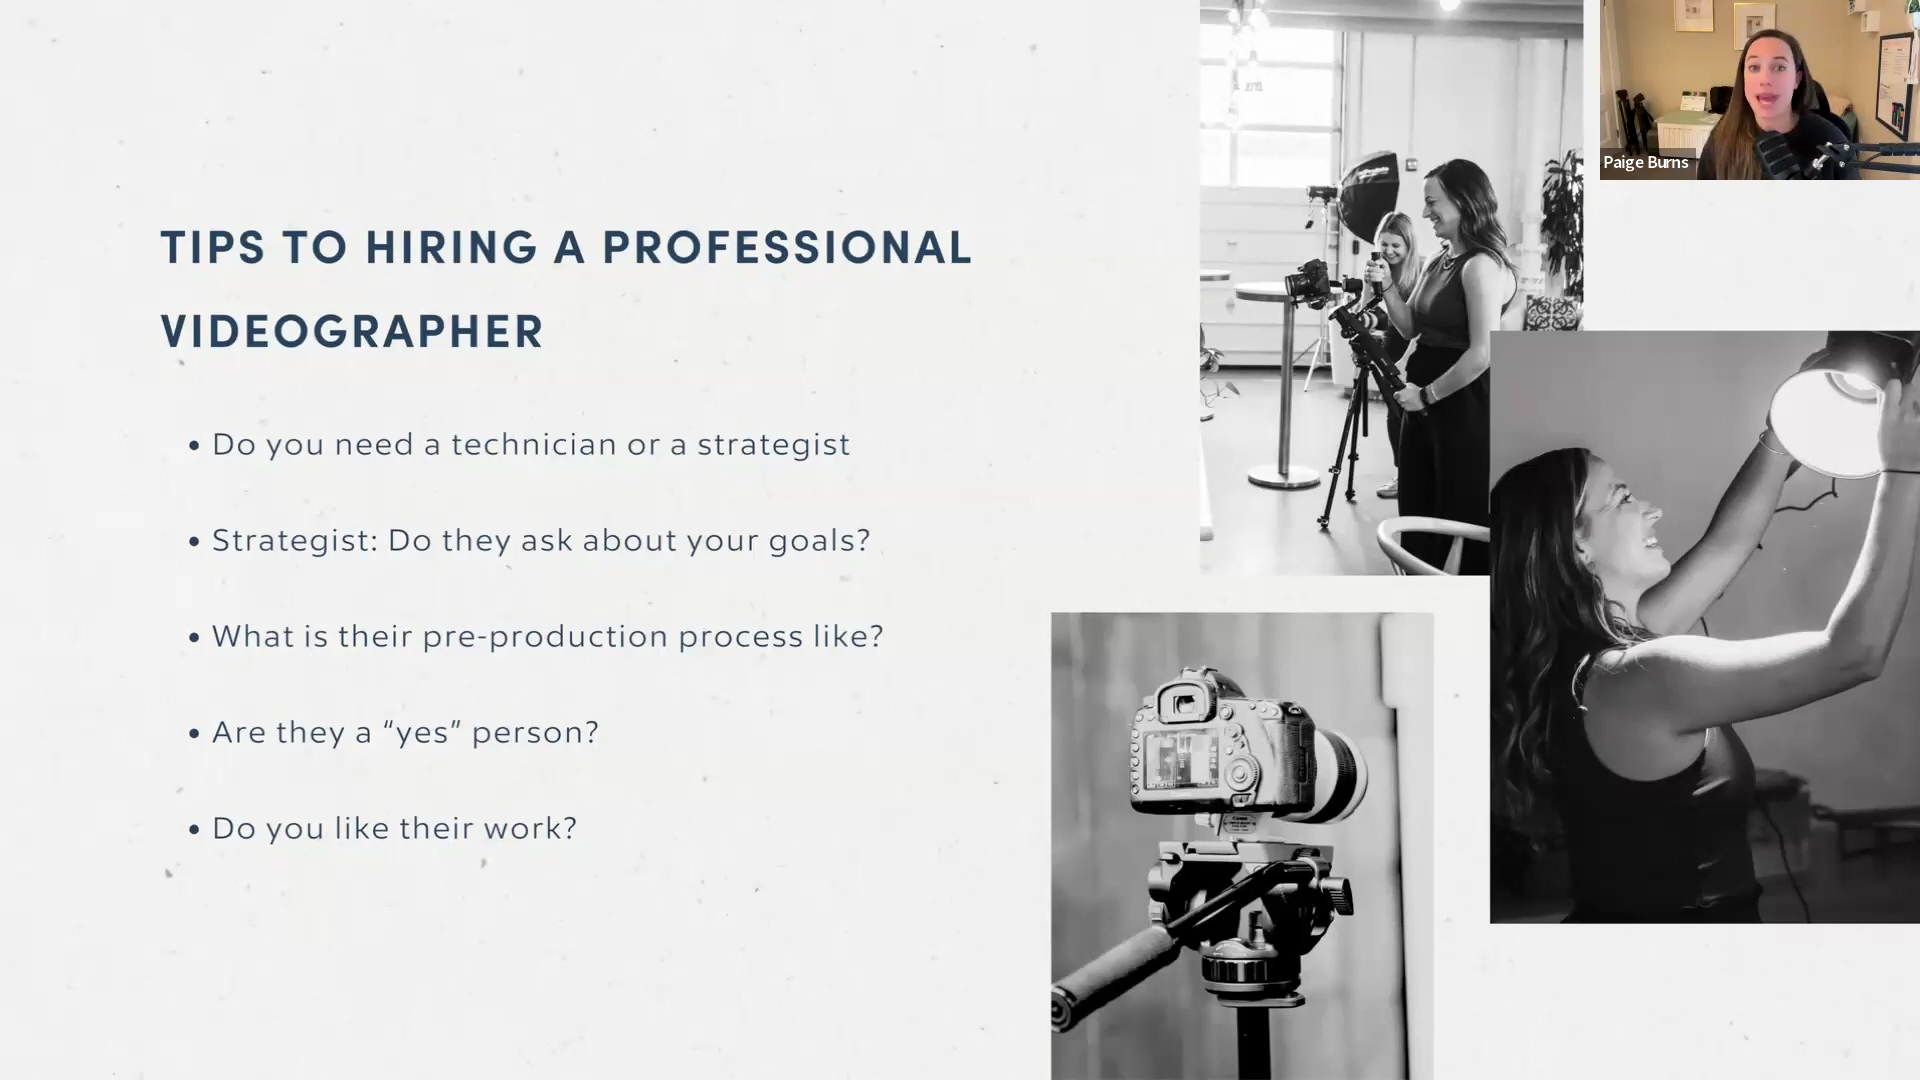 TIPS TO HIRING A PROFESSIONAL
VIDEOGRAPHER
• Do you need a technician or a strategist
• Strategist: Do they ask about your goals?
• What is their pre-production process like?
• Are they a “yes” person?
• Do you like their work?
Paige Burns
Canon